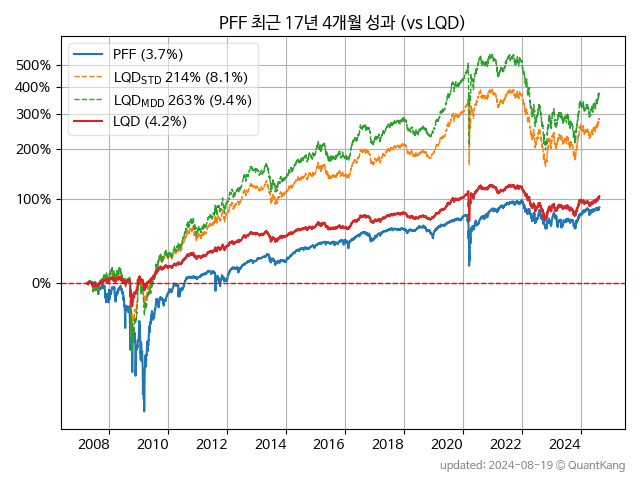 PFF 최근 17년 4개월 성과 (vs LQD)
PFF (3.7%)
LQD_STD 214% (8.1%)
LQD_MDD 263% (9.4%)
LQD (4.2%)
500%
400%
300%
200%
100%
0%
2008 2010 2012 2014 2016 2018 2020 2022 2024
updated: 2024-08-19 © QuantKang